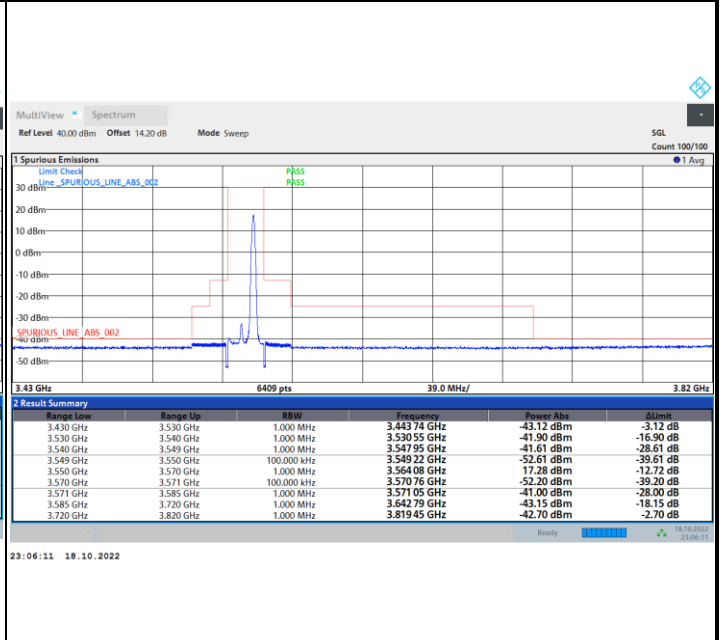 MultiView Spectrum
Ref Level 40.00 dBm Offset 14.20 dB Mode Sweep SGL
Count 100/100
1 Spurious Emissions 1 Avg
Limit Check PASS
Line _SPURIOUS_LINE_ABS_002 PASS
30 dBm
20 dBm
10 dBm
0 dBm
-10 dBm
-20 dBm
-30 dBm
SPURIOUS_LINE_ABS_002
-40 dBm
-50 dBm
3.43 GHz 6409 pts 39.0 MHz/ 3.82 GHz
2 Result Summary
Range Low Range Up RBW Frequency Power Abs ΔLimit
3.430 GHz 3.530 GHz 1.000 MHz 3.443 74 GHz -43.12 dBm -3.12 dB
3.530 GHz 3.540 GHz 1.000 MHz 3.530 55 GHz -41.90 dBm -16.90 dB
3.540 GHz 3.549 GHz 1.000 MHz 3.547 95 GHz -41.61 dBm -28.61 dB
3.549 GHz 3.550 GHz 100.000 kHz 3.549 22 GHz -52.61 dBm -39.61 dB
3.550 GHz 3.570 GHz 1.000 MHz 3.564 08 GHz 17.28 dBm -12.72 dB
3.570 GHz 3.571 GHz 100.000 kHz 3.570 76 GHz -52.20 dBm -39.20 dB
3.571 GHz 3.585 GHz 1.000 MHz 3.571 05 GHz -41.00 dBm -28.00 dB
3.585 GHz 3.720 GHz 1.000 MHz 3.642 79 GHz -43.15 dBm -18.15 dB
3.720 GHz 3.820 GHz 1.000 MHz 3.819 45 GHz -42.70 dBm -2.70 dB
Ready 18.10.2022
23:06:11
23:06:11 18.10.2022